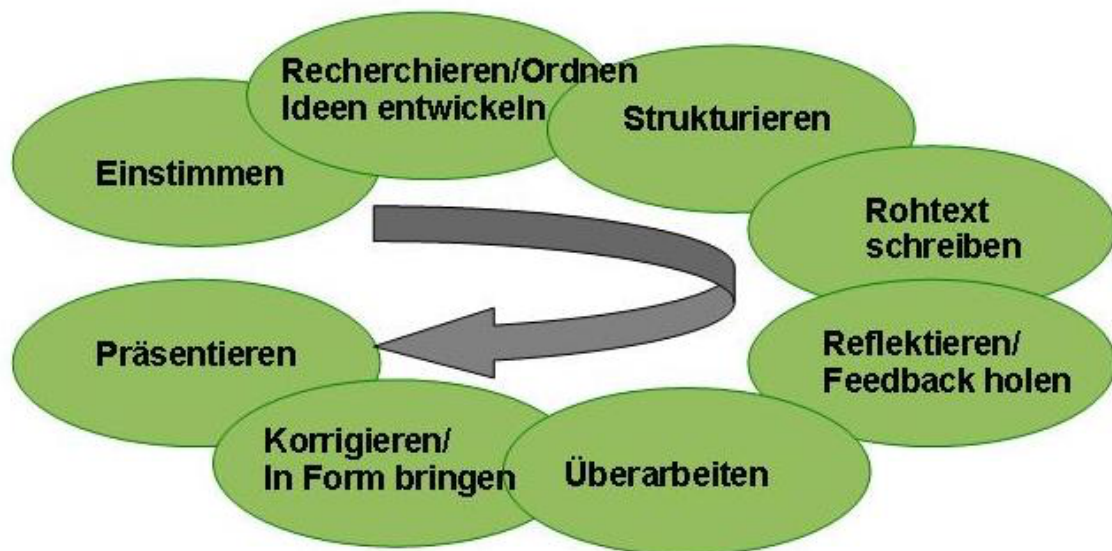 Einstimmen
Recherchieren/Ordnen
Ideen entwickeln
Strukturieren
Rohtext
schreiben
Reflektieren/
Feedback holen
Überarbeiten
Korrigieren/
In Form bringen
Präsentieren